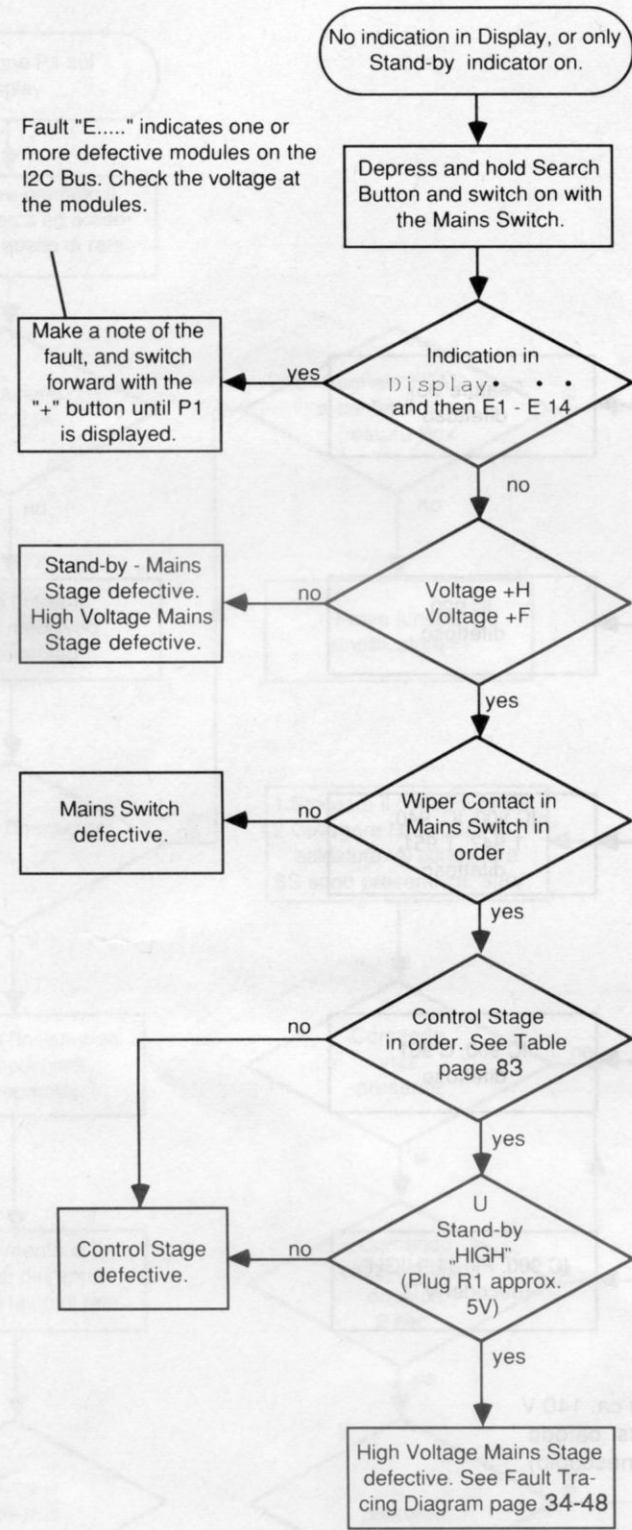 No indication in Display, or only
Stand-by indicator on.
Fault "E....." indicates one or
more defective modules on the
I2C Bus. Check the voltage at
the modules.
Depress and hold Search
Button and switch on with
the Mains Switch.
Make a note of the
fault, and switch
forward with the
"+" button until P1
is displayed.
yes
Indication in
Display. . . .
and then E1 - E 14
no
Stand-by - Mains
Stage defective.
High Voltage Mains
Stage defective.
no
Voltage +H
Voltage +F
yes
Mains Switch
defective.
no
Wiper Contact in
Mains Switch in
order
yes
no
Control Stage
in order. See Table
page 83
yes
Control Stage
defective.
no
U
Stand-by
„HIGH"
(Plug R1 approx.
5V)
yes
High Voltage Mains Stage
defective. See Fault Tra-
cing Diagram page 34-48